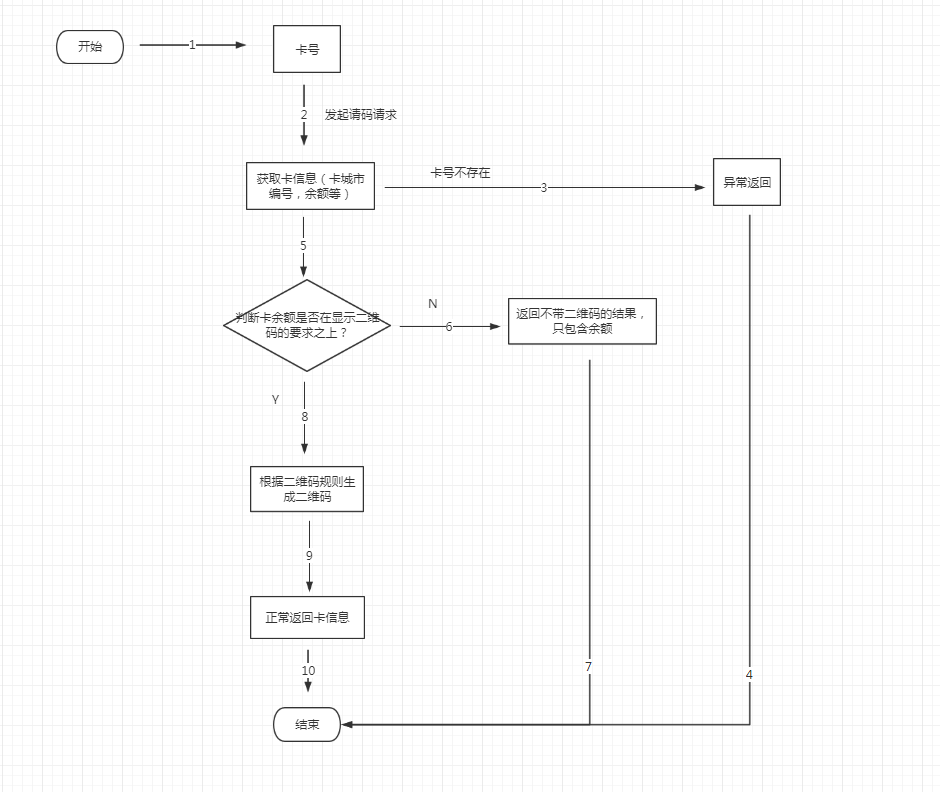 开始
1
卡号
2
发起请码请求
获取卡信息（卡城市
编号，余额等）
卡号不存在
3
异常返回
5
判断卡余额是否在显示二维
码的要求之上？
N
6
返回不带二维码的结果，
只包含余额
Y
8
根据二维码规则生
成二维码
9
正常返回卡信息
10
7
4
结束